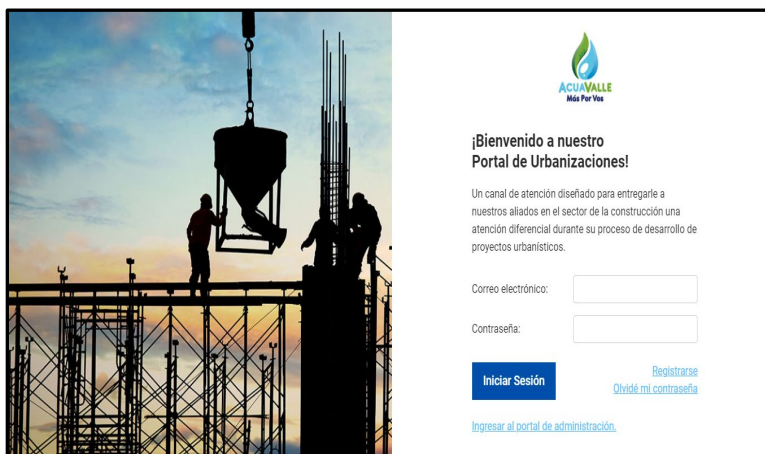 ACUAVALLE
Más Por Vos
¡Bienvenido a nuestro
Portal de Urbanizaciones!
Un canal de atención diseñado para entregarle a
nuestros aliados en el sector de la construcción una
atención diferencial durante su proceso de desarrollo de
proyectos urbanísticos.
Correo electrónico:
Contraseña:
Iniciar Sesión
Registrarse
Olvidé mi contraseña
Ingresar al portal de administración.